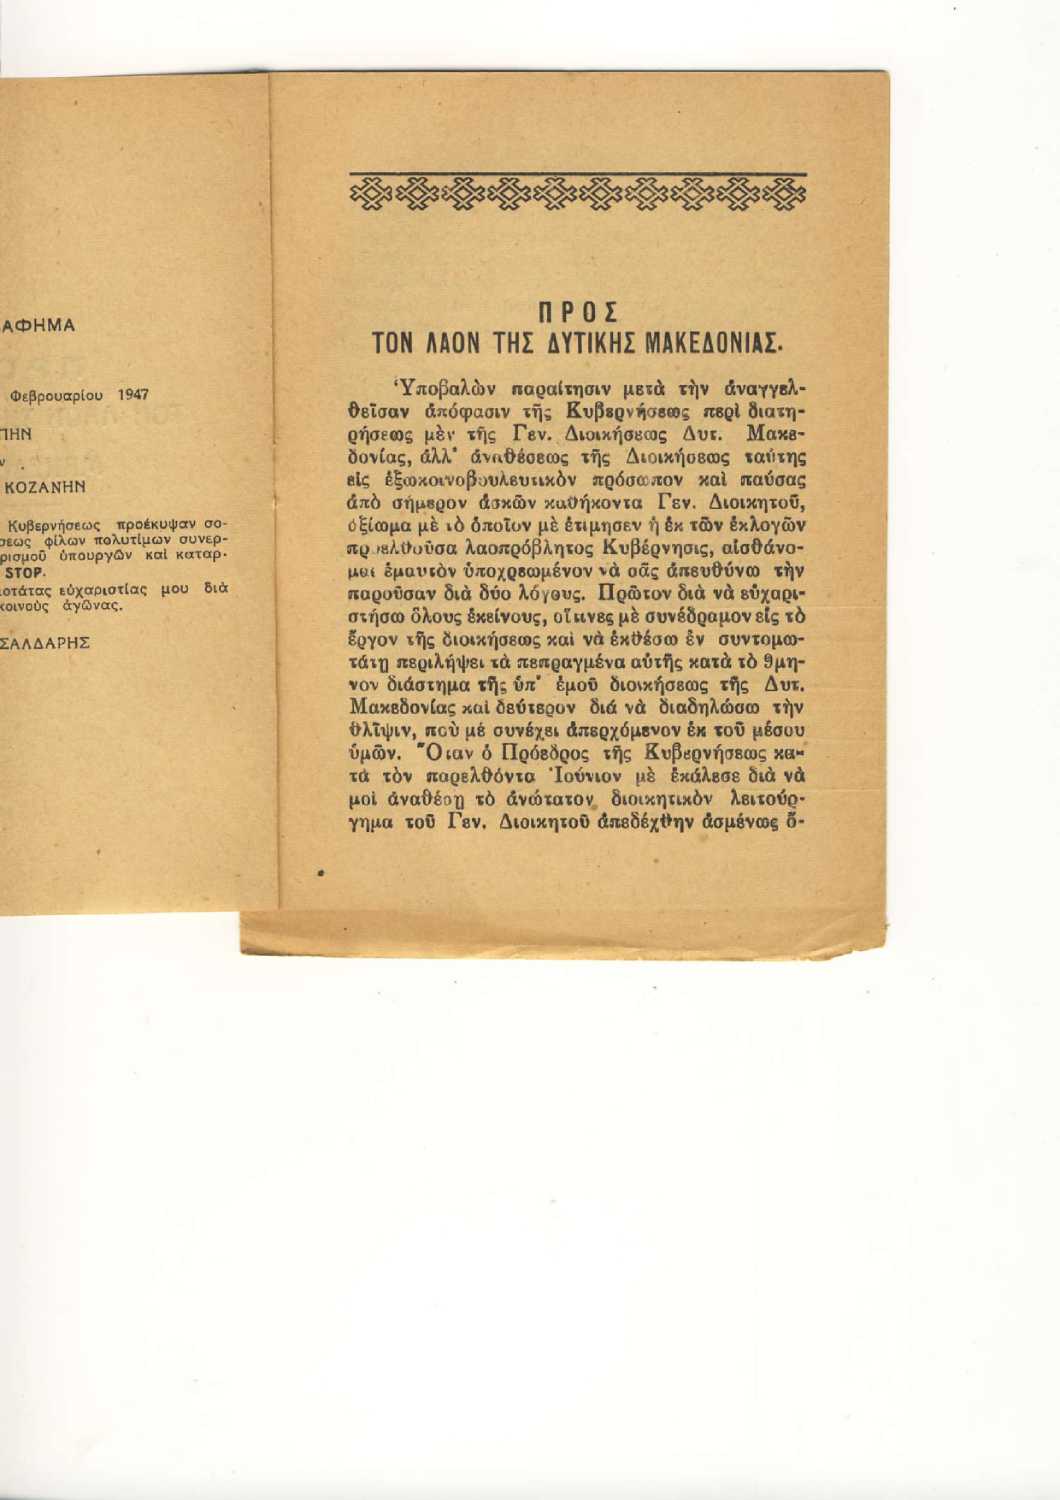 ΑΦΗΜΑ
Φεβρουαρίου 1947
ΠΗΝ
ΚΟΖΑΝΗΝ
Κυβερνήσεως προέκυψαν σο-
σεως φίλων πολυτίμων συνερ-
ρισμοῦ ὑπουργῶν καὶ καταρ-
STOP.
ιοτάτας εὐχαριστίας μου διὰ
κοινοὺς ἀγῶνας.
ΣΑΛΔΑΡΗΣ
ΠΡΟΣ
ΤΟΝ ΛΑΟΝ ΤΗΣ ΔΥΤΙΚΗΣ ΜΑΚΕΔΟΝΙΑΣ.
Ὑποβαλὼν παραίτησιν μετὰ τὴν ἀναγγελ-
θεῖσαν ἀπόφασιν τῆς Κυβερνήσεως περὶ διατη-
ρήσεως μὲν τῆς Γεν. Διοικήσεως Δυτ. Μακε-
δονίας, ἀλλ' ἀναθέσεως τῆς Διοικήσεως ταύτης
εἰς ἐξωκοινοβουλευτικὸν πρόσωπον καὶ παύσας
ἀπὸ σήμερον ἀσκῶν καθήκοντα Γεν. Διοικητοῦ,
ἀξίωμα μὲ τὸ ὁποῖον μὲ ἐτίμησεν ἡ ἐκ τῶν ἐκλογῶν
προελθοῦσα λαοπρόβλητος Κυβέρνησις, αἰσθάνο-
μαι ἐμαυτὸν ὑποχρεωμένον νὰ σᾶς ἀπευθύνω τὴν
παροῦσαν διὰ δύο λόγους. Πρῶτον διὰ νὰ εὐχαρι-
στήσω ὅλους ἐκείνους, οἵτινες μὲ συνέδραμον εἰς τὸ
ἔργον τῆς διοικήσεως καὶ νὰ ἐκθέσω ἐν συντομω-
τάτῃ περιλήψει τὰ πεπραγμένα αὐτῆς κατὰ τὸ 9μη-
νον διάστημα τῆς ὑπ' ἐμοῦ διοικήσεως τῆς Δυτ.
Μακεδονίας καὶ δεύτερον διά νὰ διαδηλώσω τὴν
θλῖψιν, ποὺ μέ συνέχει ἀπερχόμενον ἐκ τοῦ μέσου
ὑμῶν. Ὅταν ὁ Πρόεδρος τῆς Κυβερνήσεως κα-
τά τὸν παρελθόντα Ἰούνιον μὲ ἐκάλεσε διὰ νὰ
μοὶ ἀναθέσῃ τὸ ἀνώτατον διοικητικὸν λειτούρ-
γημα τοῦ Γεν. Διοικητοῦ ἀπεδέχθην ἀσμένως ὅ-